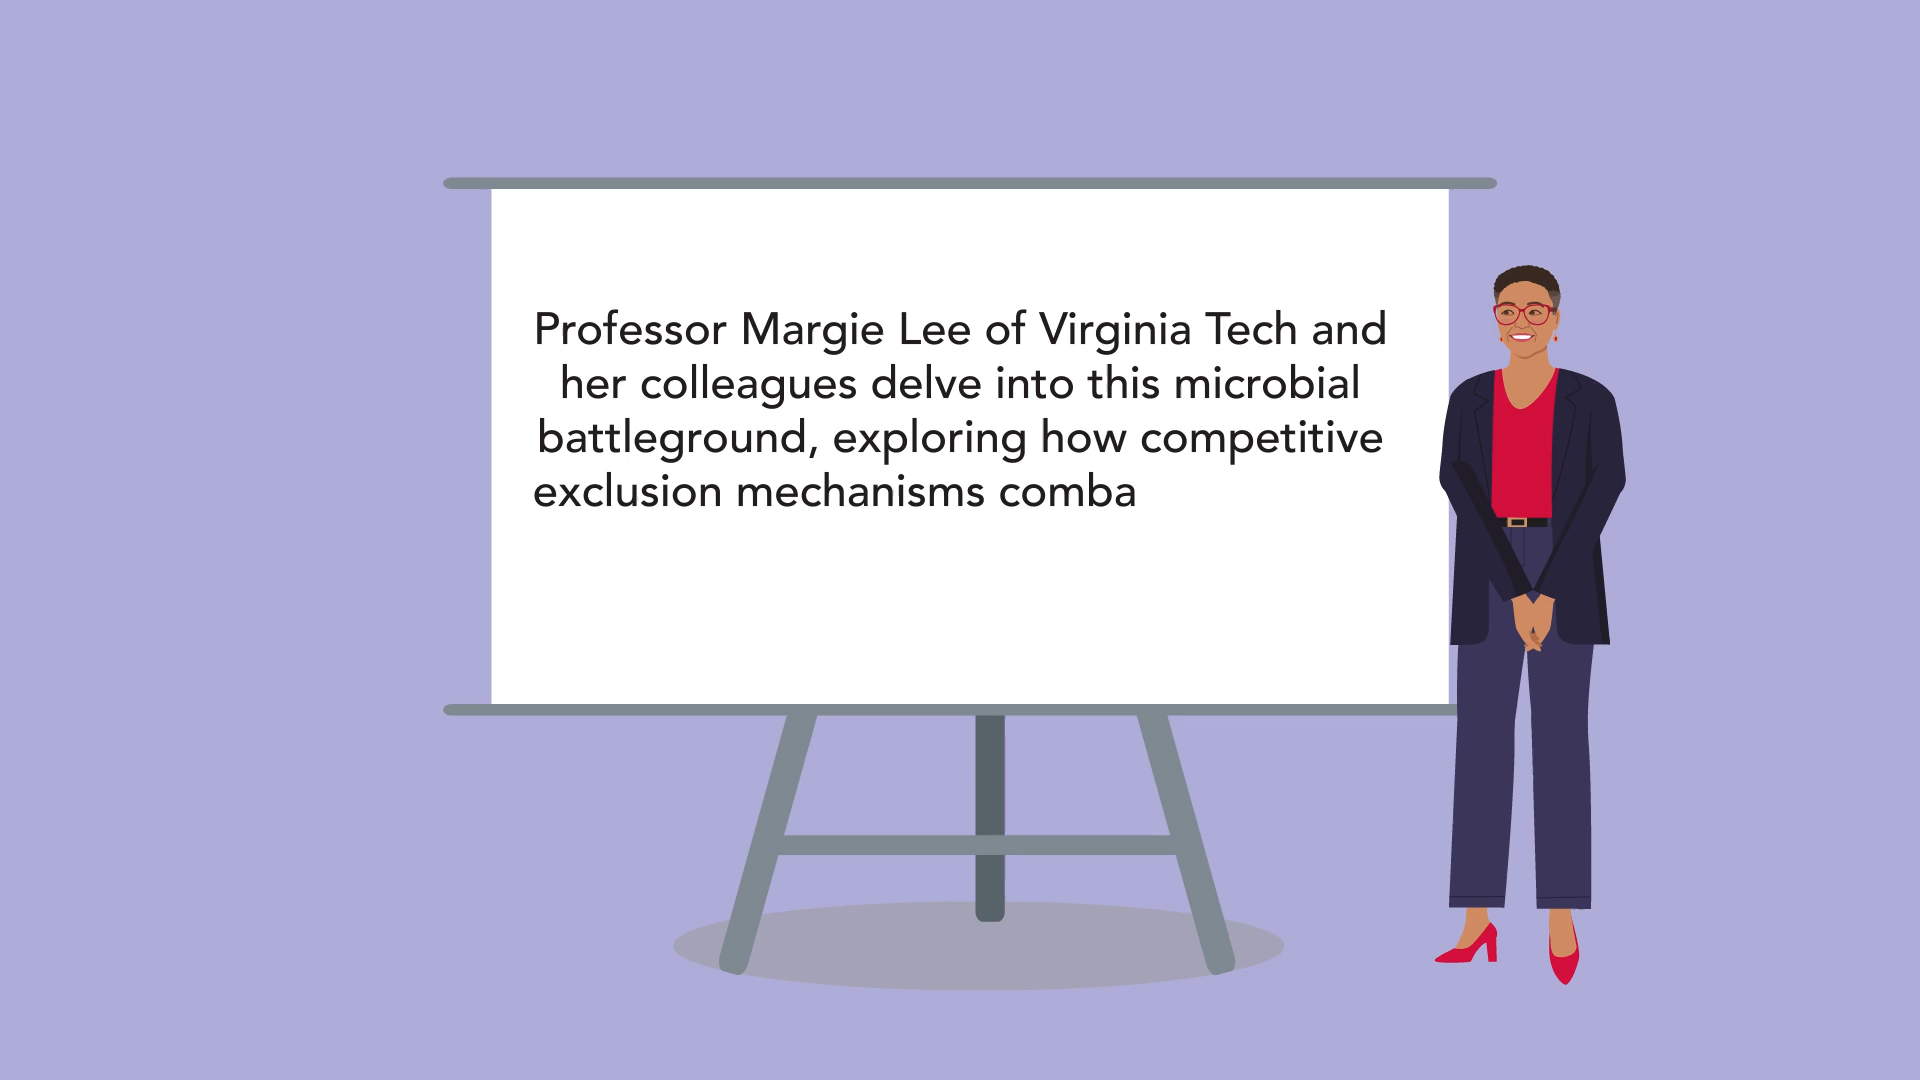 Professor Margie Lee of Virginia Tech and
her colleagues delve into this microbial
battleground, exploring how competitive
exclusion mechanisms comba